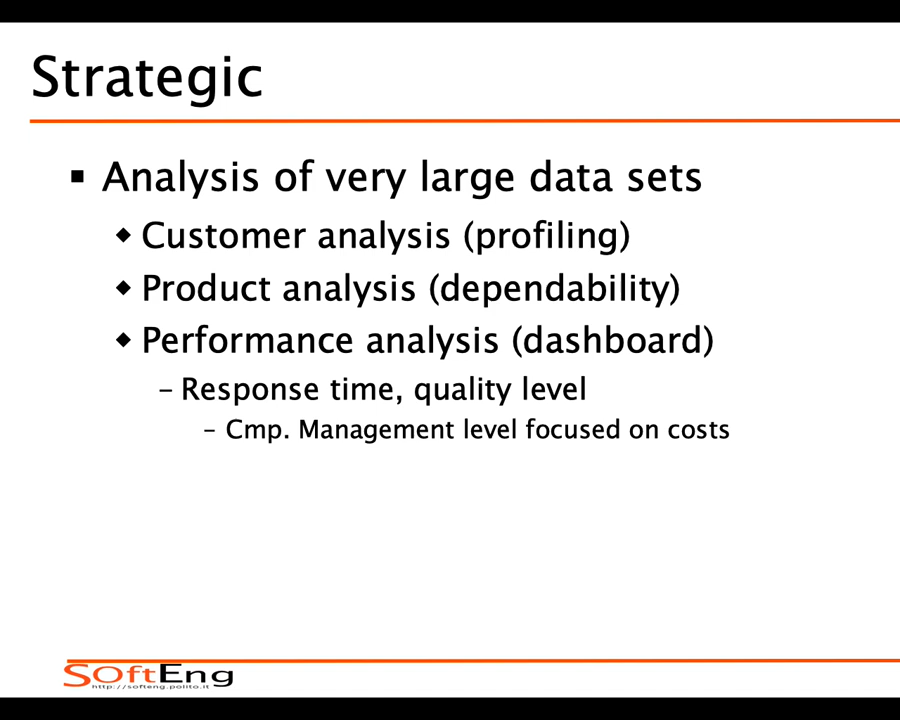 Strategic
▪ Analysis of very large data sets
◆ Customer analysis (profiling)
◆ Product analysis (dependability)
◆ Performance analysis (dashboard)
– Response time, quality level
– Cmp. Management level focused on costs
SOftEng
http://softeng.polito.it